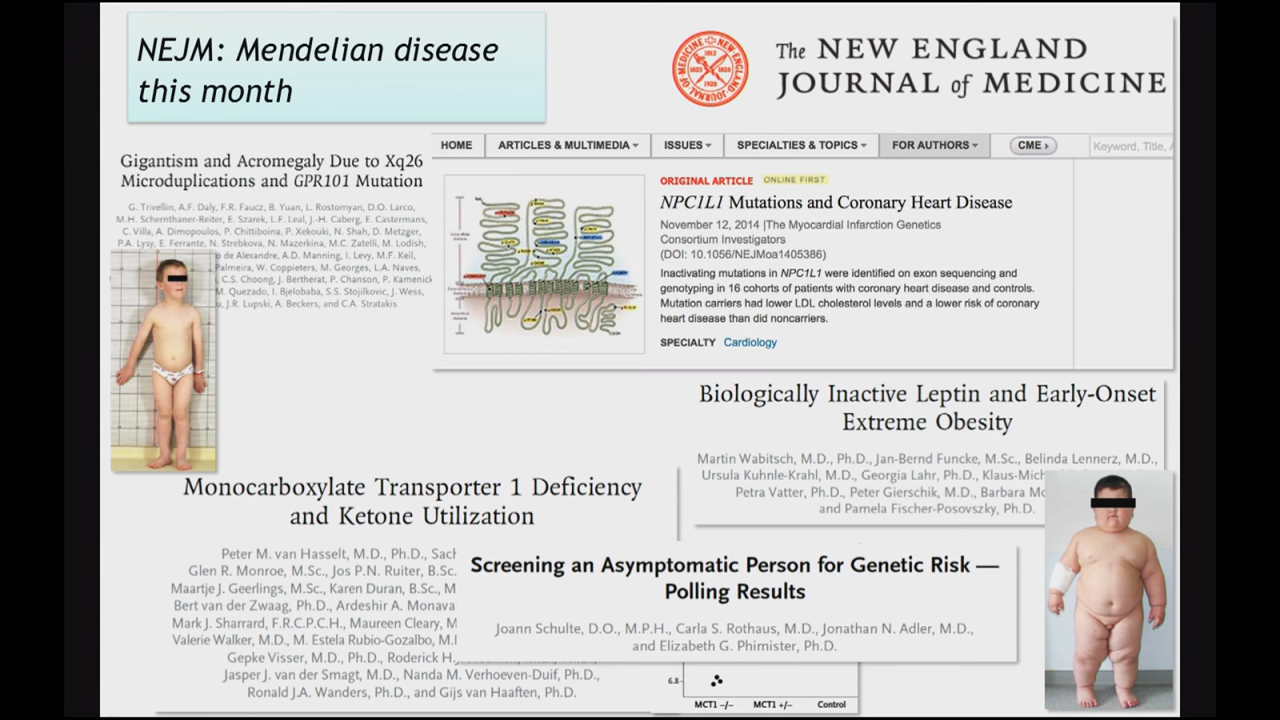 NEJM: Mendelian disease
this month
The NEW ENGLAND
JOURNAL of MEDICINE
HOME ARTICLES & MULTIMEDIA ISSUES SPECIALTIES & TOPICS FOR AUTHORS CME Keyword, Title, A
Gigantism and Acromegaly Due to Xq26
Microduplications and GPR101 Mutation
G. Trivellin, A.F. Daly, F.R. Faucz, B. Yuan, L. Rostomyan, D.O. Larco,
M.H. Schernthaner-Reiter, E. Szarek, L.F. Leal, J.-H. Caberg, E. Castermans,
C. Villa, A. Dimopoulos, P. Chittiboina, P. Xekouki, N. Shah, D. Metzger,
P.A. Lysy, E. Ferrante, N. Strebkova, N. Mazerkina, M.C. Zatelli, M. Lodish,
o de Alexandre, A.D. Manning, I. Levy, M.F. Keil,
Palmeira, W. Coppieters, M. Georges, L.A. Naves,
C.S. Choong, J. Bertherat, P. Chanson, P. Kamenick
M. Quezado, I. Bjelobaba, S.S. Stojilkovic, J. Wess,
u, J.R. Lupski, A. Beckers, and C.A. Stratakis
ORIGINAL ARTICLE ONLINE FIRST
NPC1L1 Mutations and Coronary Heart Disease
November 12, 2014 |The Myocardial Infarction Genetics
Consortium Investigators
(DOI: 10.1056/NEJMoa1405386)
Inactivating mutations in NPC1L1 were identified on exon sequencing and
genotyping in 16 cohorts of patients with coronary heart disease and controls.
Mutation carriers had lower LDL cholesterol levels and a lower risk of coronary
heart disease than did noncarriers.
SPECIALTY Cardiology
Biologically Inactive Leptin and Early-Onset
Extreme Obesity
Martin Wabitsch, M.D., Ph.D., Jan-Bernd Funcke, M.Sc., Belinda Lennerz, M.D.,
Ursula Kuhnle-Krahl, M.D., Georgia Lahr, Ph.D., Klaus-Mich
Petra Vatter, Ph.D., Peter Gierschik, M.D., Barbara Mo
and Pamela Fischer-Posovszky, Ph.D.
Monocarboxylate Transporter 1 Deficiency
and Ketone Utilization
Peter M. van Hasselt, M.D., Ph.D., Sach
Glen R. Monroe, M.Sc., Jos P.N. Ruiter, B.Sc.
Maartje J. Geerlings, M.Sc., Karen Duran, B.Sc., M
Bert van der Zwaag, Ph.D., Ardeshir A. Monava
Mark J. Sharrard, F.R.C.P.C.H., Maureen Cleary, M
Valerie Walker, M.D., M. Estela Rubio-Gozalbo, M.I
Gepke Visser, M.D., Ph.D., Roderick H.
Jasper J. van der Smagt, M.D., Nanda M. Verhoeven-Duif, Ph.D.,
Ronald J.A. Wanders, Ph.D., and Gijs van Haaften, Ph.D.
Screening an Asymptomatic Person for Genetic Risk —
Polling Results
Joann Schulte, D.O., M.P.H., Carla S. Rothaus, M.D., Jonathan N. Adler, M.D.,
and Elizabeth G. Phimister, Ph.D.
6.8
MCT1 −/− MCT1 +/− Control